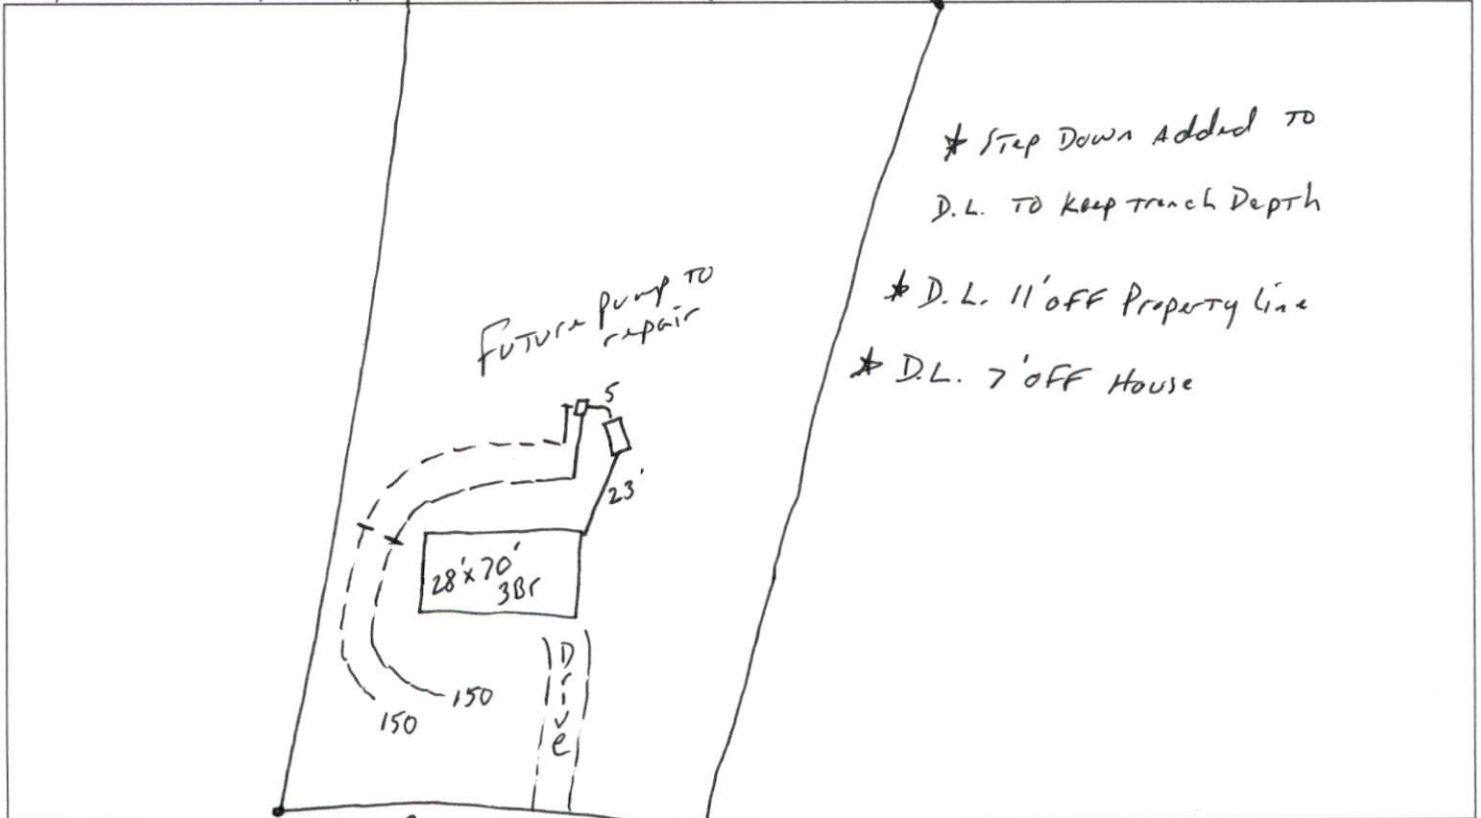 * Step Down Added To
D.L. To Keep trench Depth
* D.L. 11' off Property Line
* D.L. 7' off House
Future pump to
repair
5
23'
28'x70'
3Br
Drive
150
150